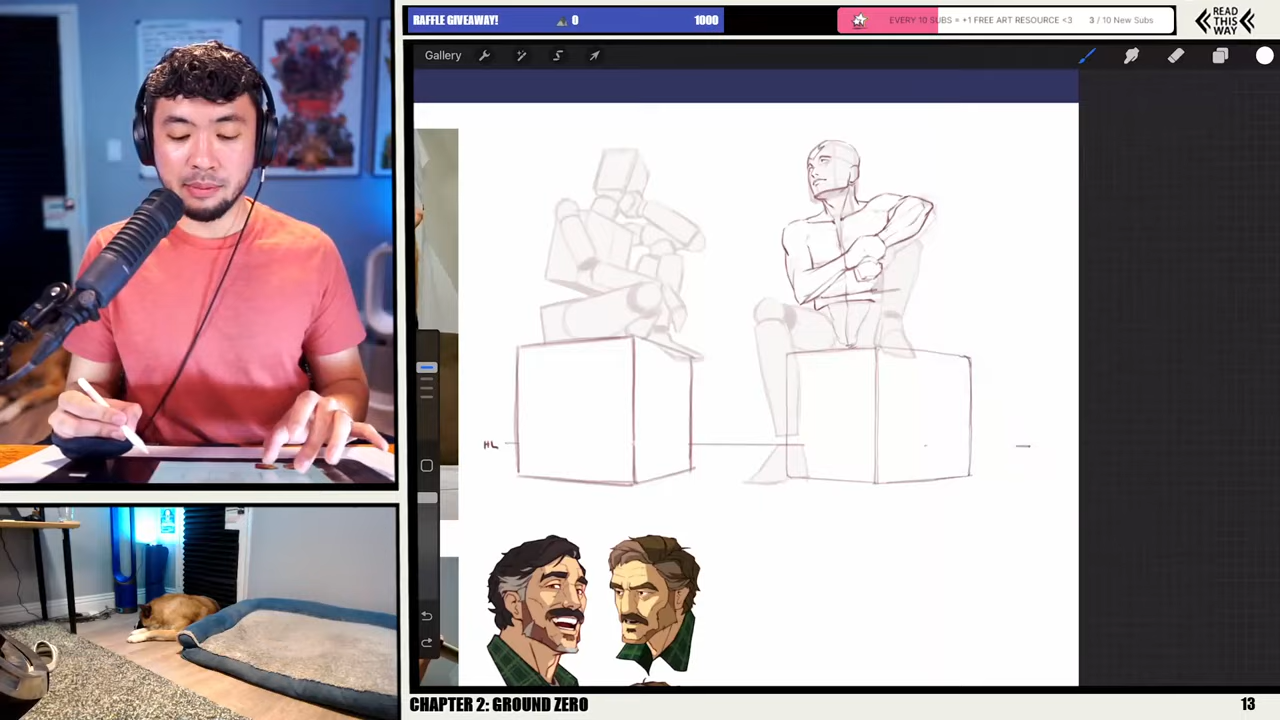 RAFFLE GIVEAWAY!
0
1000
EVERY 10 SUBS = +1 FREE ART RESOURCE <3
3 / 10 New Subs
READ
THIS
WAY
Gallery
HL
CHAPTER 2: GROUND ZERO
13